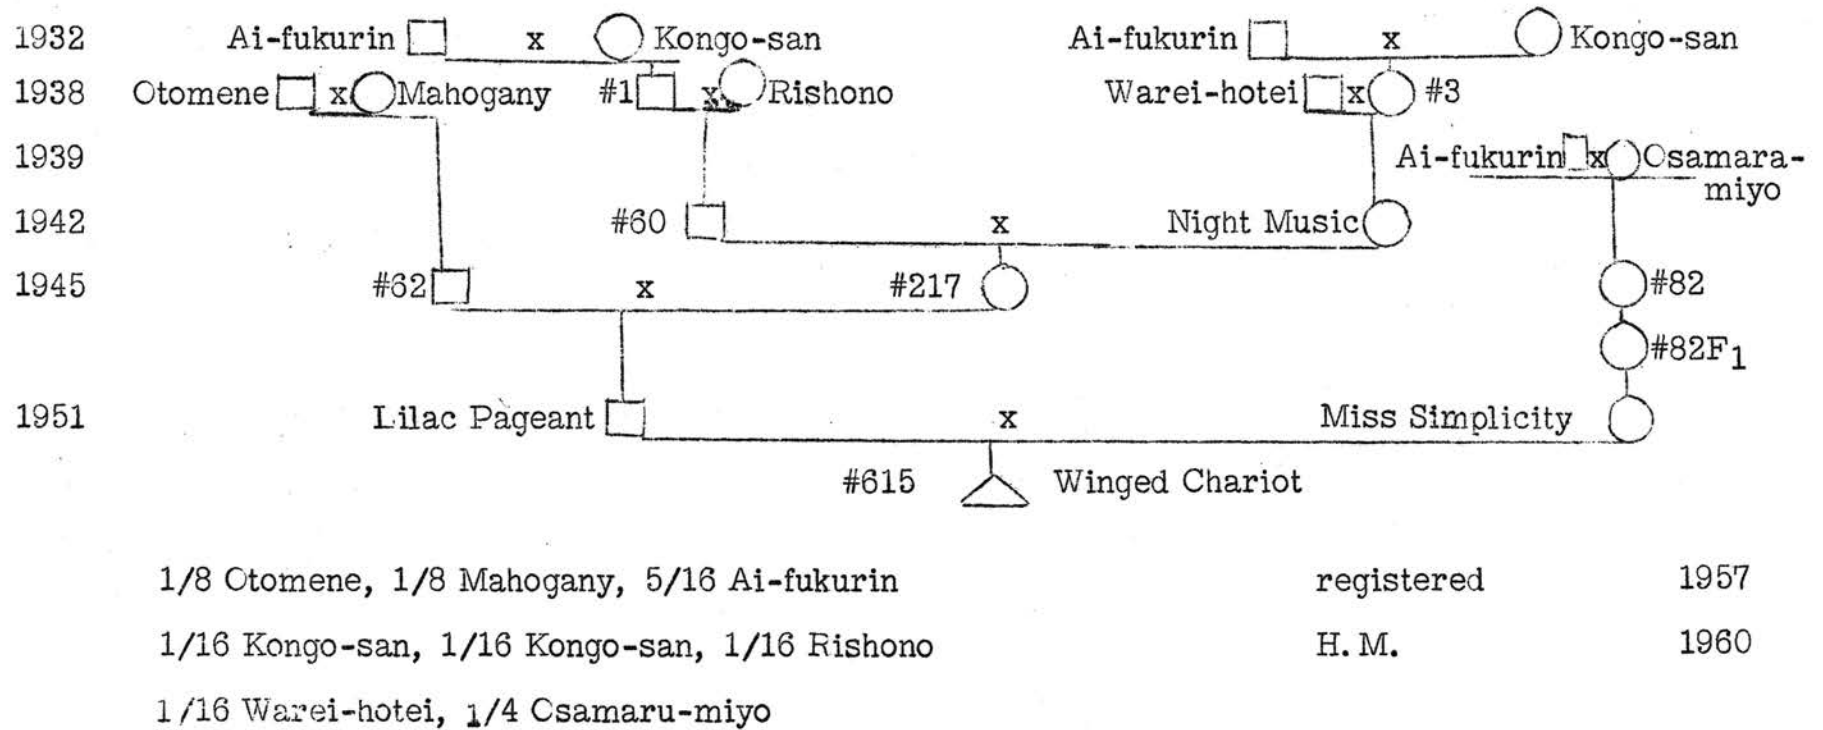 1932 Ai-fukurin x Kongo-san Ai-fukurin x Kongo-san
1938 Otomene x Mahogany #1 x Rishono Warei-hotei x #3
1939 Ai-fukurin x Osamara-
miyo
1942 #60 x Night Music
1945 #62 x #217 #82
#82F1
1951 Lilac Pageant x Miss Simplicity
#615 Winged Chariot
1/8 Otomene, 1/8 Mahogany, 5/16 Ai-fukurin registered 1957
1/16 Kongo-san, 1/16 Kongo-san, 1/16 Rishono H. M. 1960
1/16 Warei-hotei, 1/4 Osamaru-miyo